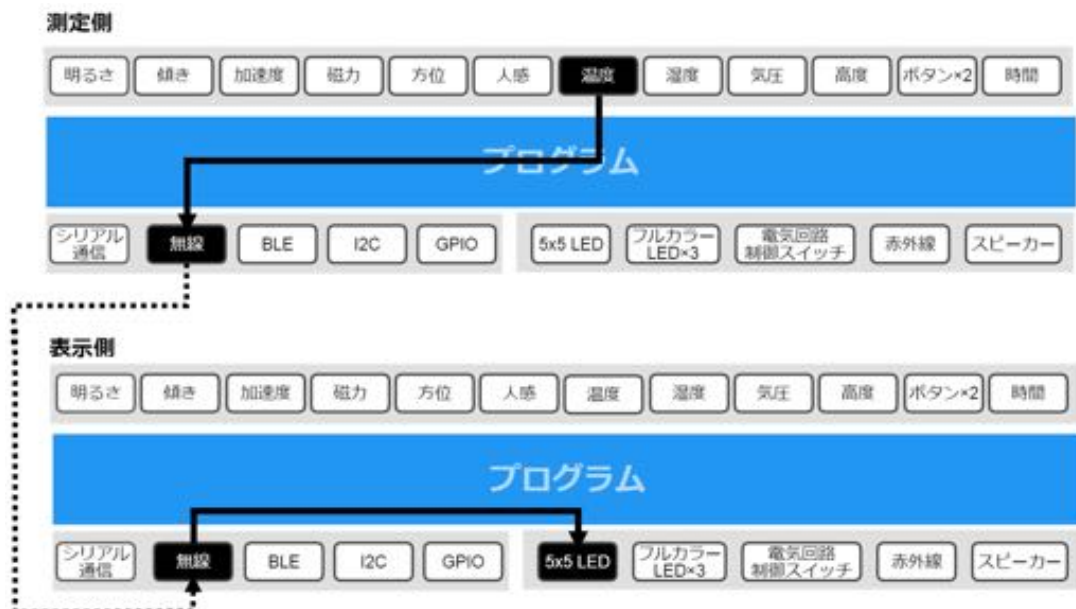 測定側
明るさ 傾き 加速度 磁力 方位 人感 温度 湿度 気圧 高度 ボタン×2 時間
プログラム
シリアル
通信
無線 BLE I2C GPIO 5x5 LED
フルカラー
LED×3
電気回路
制御スイッチ
赤外線 スピーカー
表示側
明るさ 傾き 加速度 磁力 方位 人感 温度 湿度 気圧 高度 ボタン×2 時間
プログラム
シリアル
通信
無線 BLE I2C GPIO 5x5 LED
フルカラー
LED×3
電気回路
制御スイッチ
赤外線 スピーカー